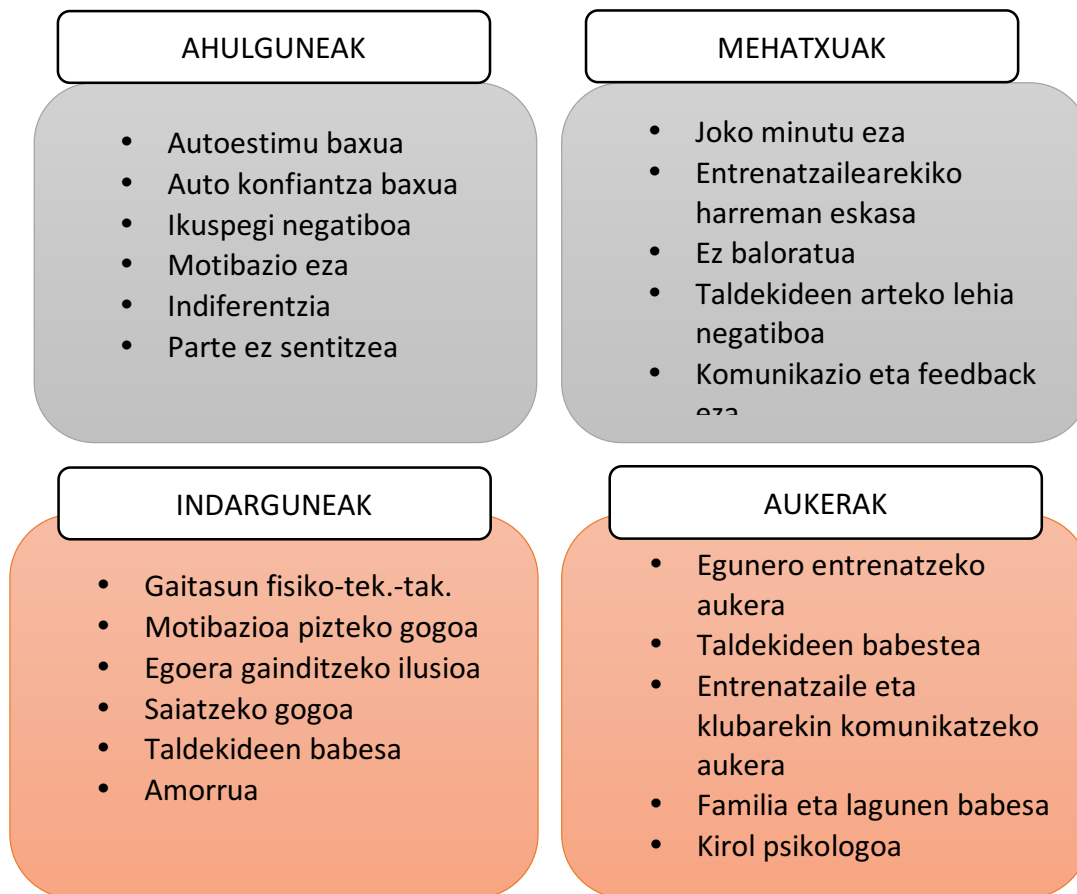 AHULGUNEAK
• Autoestimu baxua
• Auto konfiantza baxua
• Ikuspegi negatiboa
• Motibazio eza
• Indiferentzia
• Parte ez sentitzea
MEHATXUAK
• Joko minutu eza
• Entrenatzailearekiko
harreman eskasa
• Ez baloratua
• Taldekideen arteko lehia
negatiboa
• Komunikazio eta feedback
eza
INDARGUNEAK
• Gaitasun fisiko-tek.-tak.
• Motibazioa pizteko gogoa
• Egoera gainditzeko ilusioa
• Saiatzeko gogoa
• Taldekideen babesa
• Amorrua
AUKERAK
• Egunero entrenatzeko
aukera
• Taldekideen babestea
• Entrenatzaile eta
klubarekin komunikatzeko
aukera
• Familia eta lagunen babesa
• Kirol psikologoa